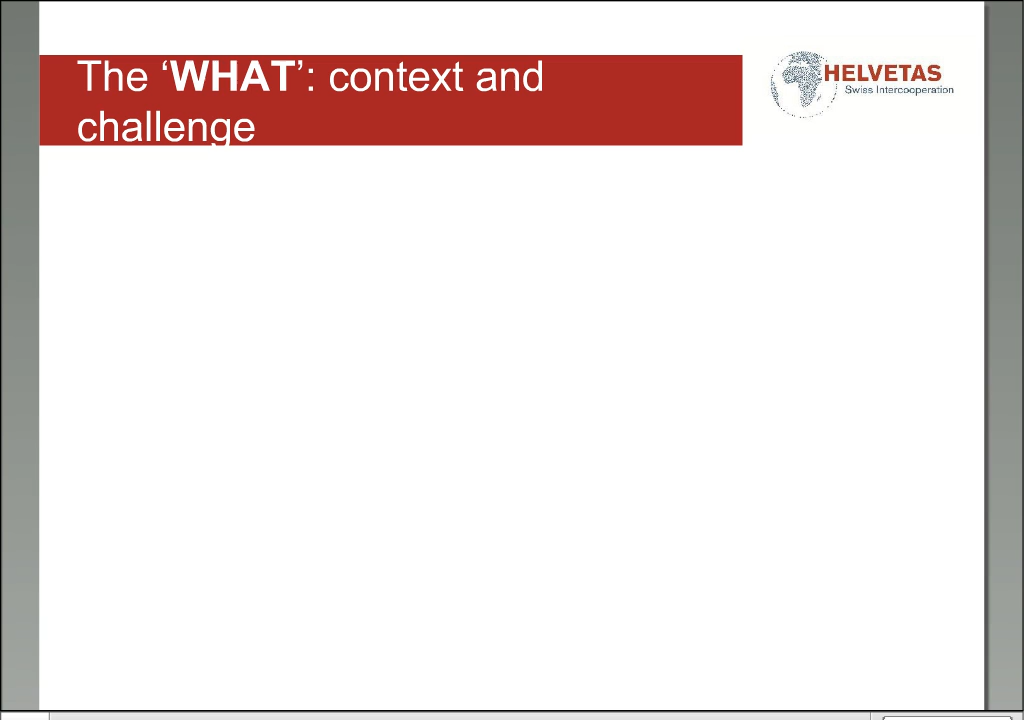 The ‘WHAT’: context and
challenge
HELVETAS
Swiss Intercooperation